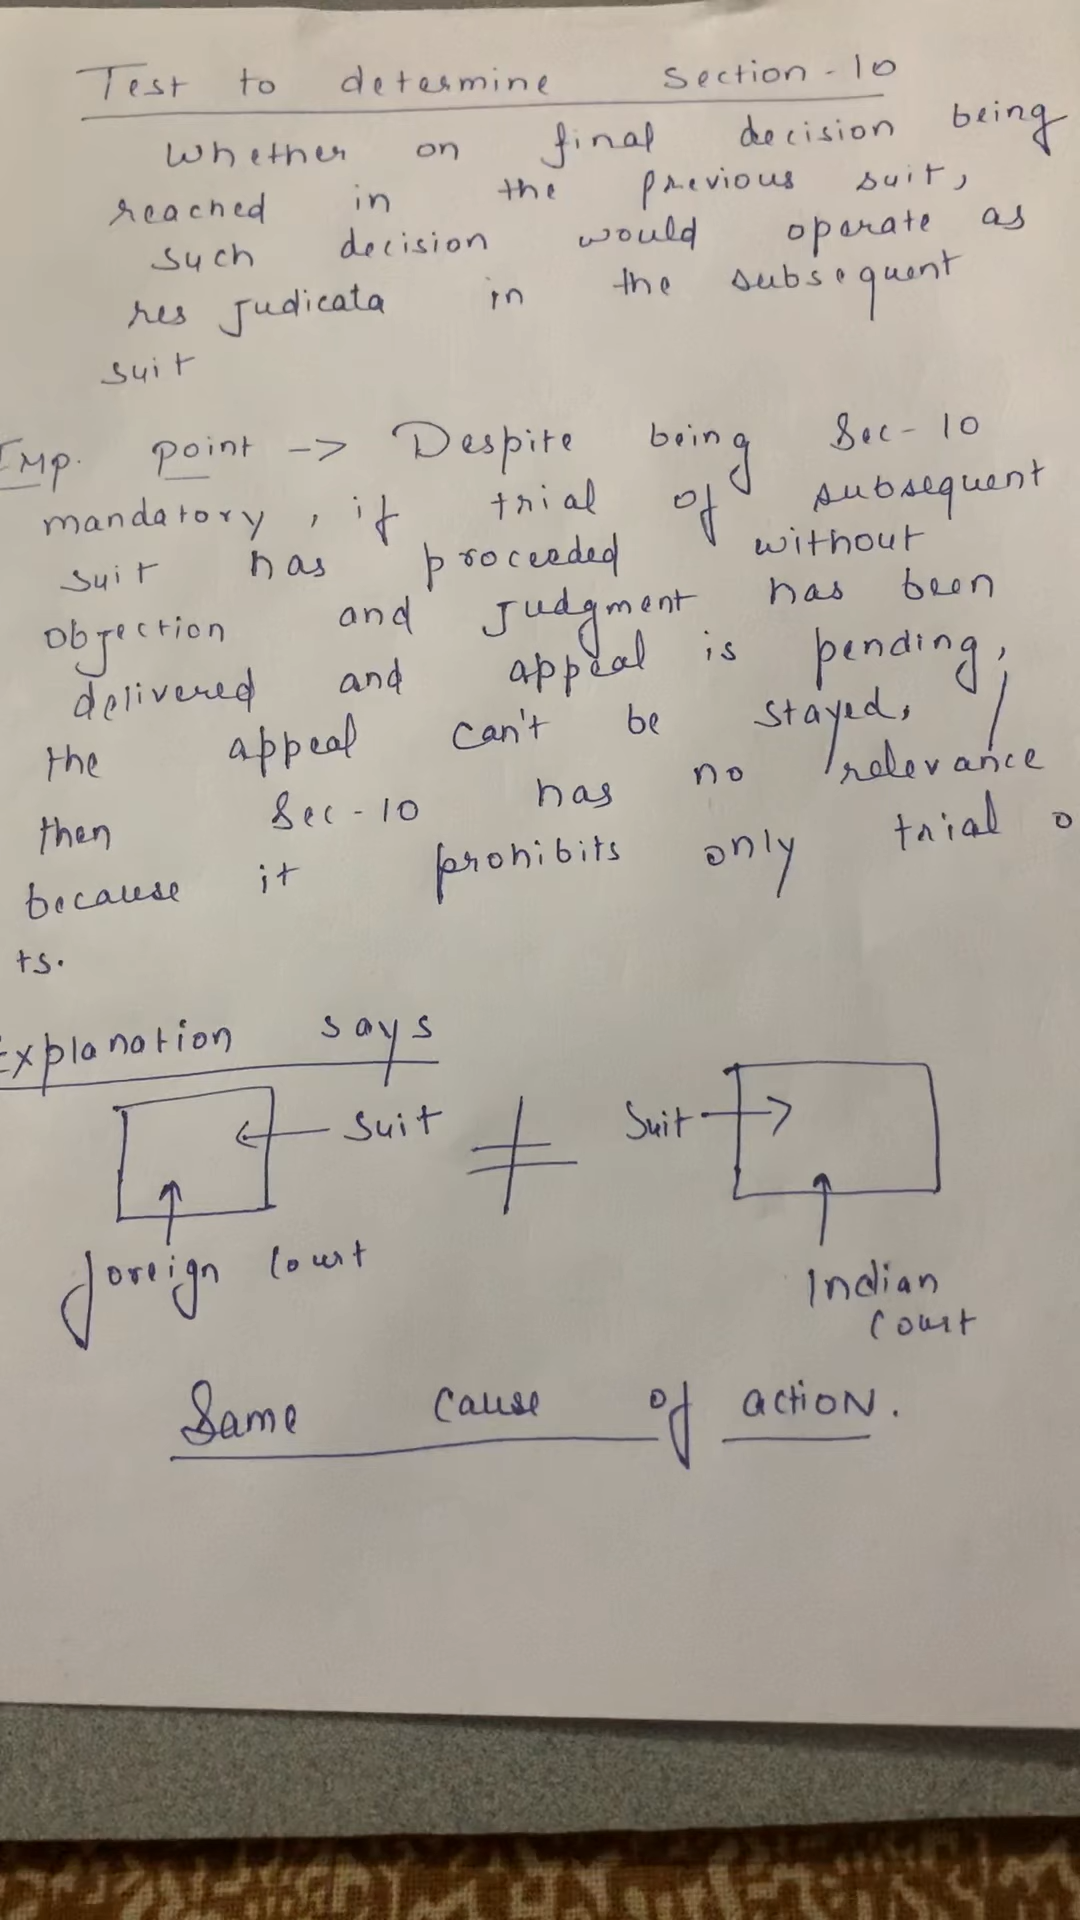 Test to determine Section-10
Whether on final decision being
reached in the previous suit,
such decision would operate as
res judicata in the subsequent
suit
Imp. point -> Despite being Sec-10
mandatory, if trial of subsequent
suit has proceeded without
objection and judgment has been
delivered and appeal is pending,
the appeal can't be stayed,
then Sec-10 has no relevance
because it prohibits only trial o
ts.
Explanation says
suit ≠ Suit
foreign court
Indian
court
Same cause of action.